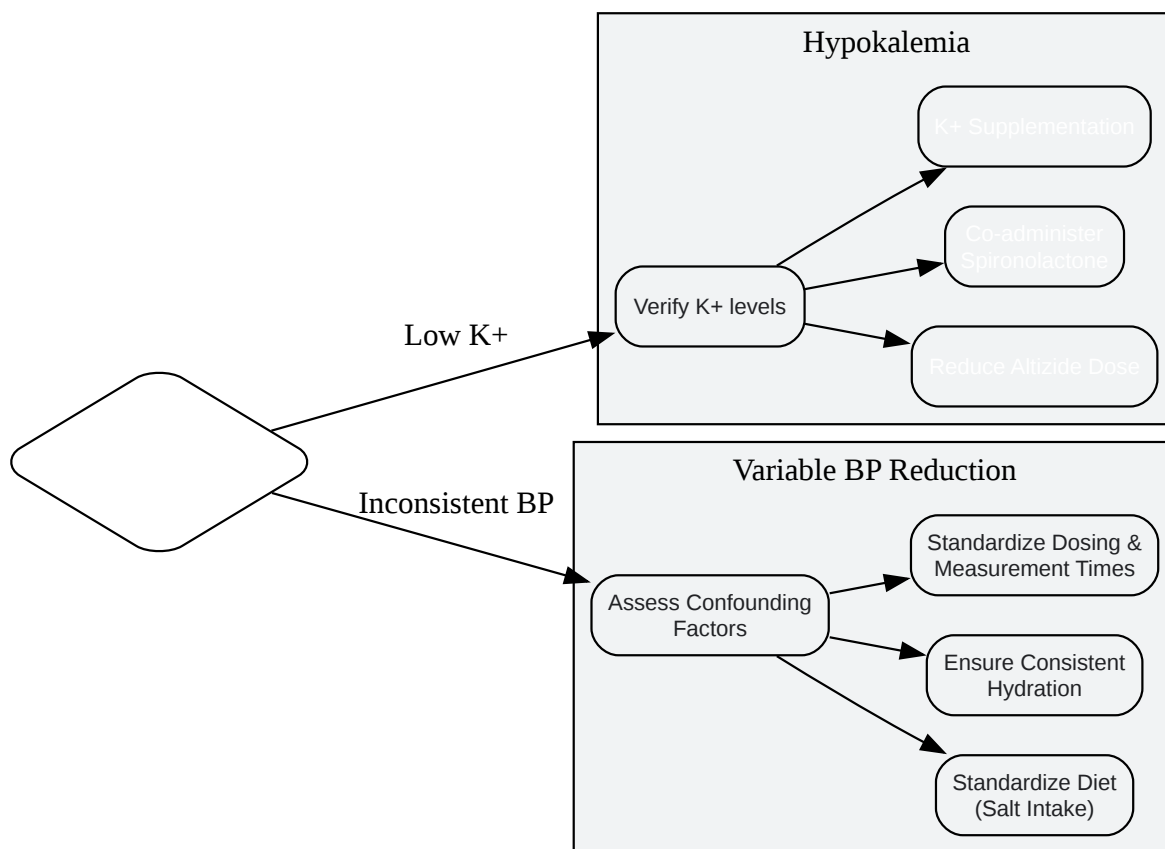 Hypokalemia
K+ Supplementation
Co-administer
Spironolactone
Verify K+ levels
Reduce Altizide Dose
Low K+
Inconsistent BP
Variable BP Reduction
Standardize Dosing &
Measurement Times
Assess Confounding
Factors
Ensure Consistent
Hydration
Standardize Diet
(Salt Intake)